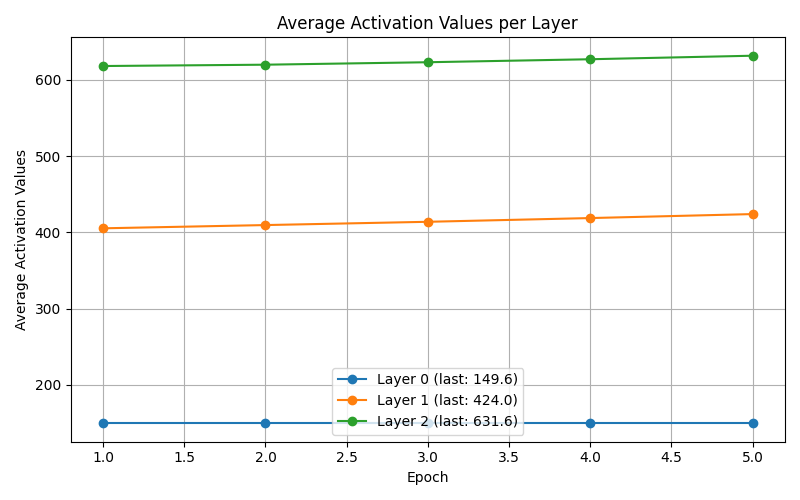 Average Activation Values per Layer
Average Activation Values
600
500
400
300
200
Layer 0 (last: 149.6)
Layer 1 (last: 424.0)
Layer 2 (last: 631.6)
1.0 1.5 2.0 2.5 3.0 3.5 4.0 4.5 5.0
Epoch